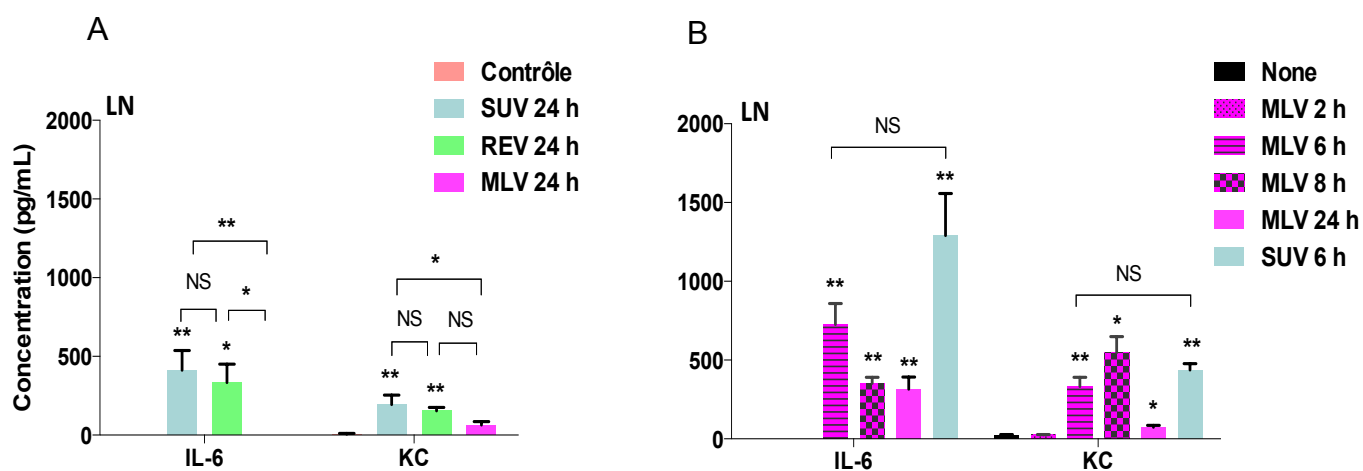 A
LN
Contrôle
SUV 24 h
REV 24 h
MLV 24 h
Concentration (pg/mL)
2000
1500
1000
500
0
**
NS
*
**
*
*
NS
NS
**
**
IL-6
KC
B
LN
None
MLV 2 h
MLV 6 h
MLV 8 h
MLV 24 h
SUV 6 h
2000
1500
1000
500
0
NS
**
**
**
**
**
NS
*
**
**
*
IL-6
KC